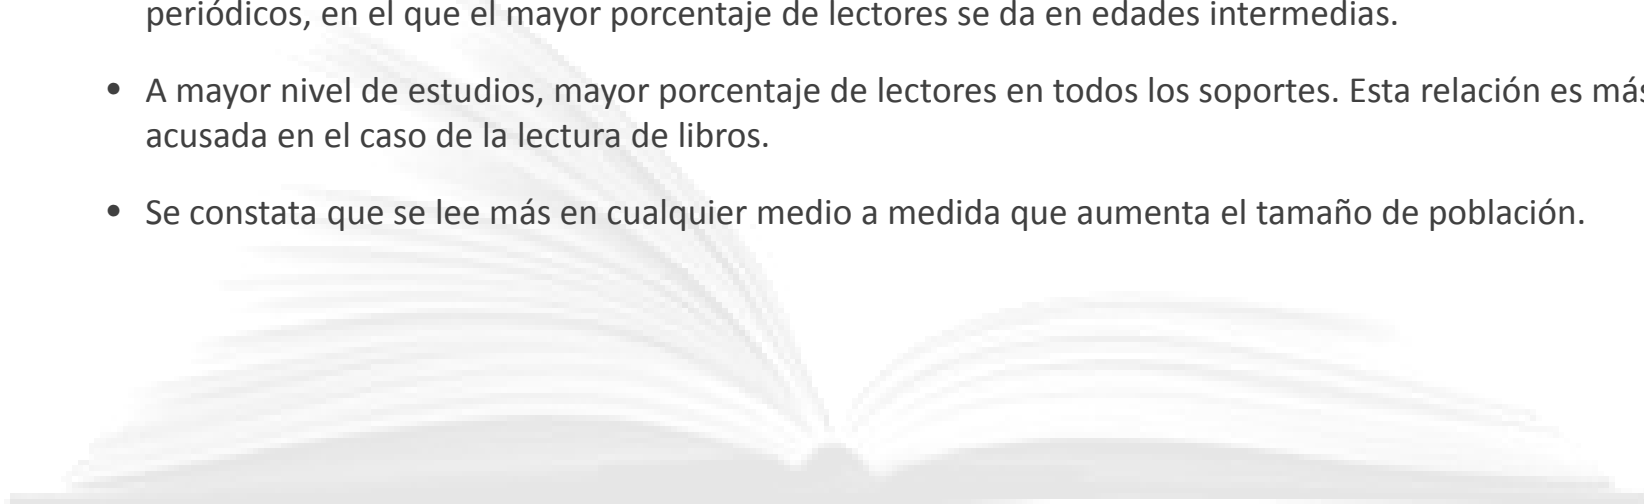 periódicos, en el que el mayor porcentaje de lectores se da en edades intermedias.
• A mayor nivel de estudios, mayor porcentaje de lectores en todos los soportes. Esta relación es más
acusada en el caso de la lectura de libros.
• Se constata que se lee más en cualquier medio a medida que aumenta el tamaño de población.